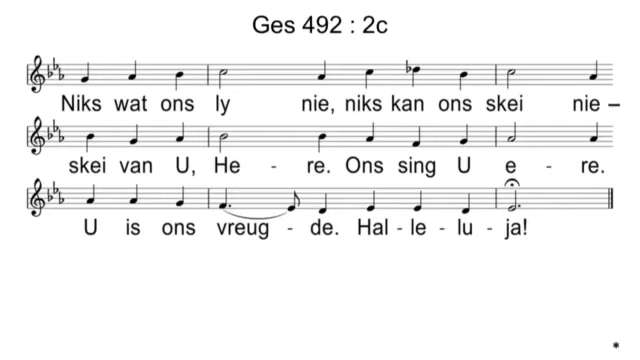 Ges 492 : 2c
Niks wat ons ly nie, niks kan ons skei nie –
skei van U, He - re. Ons sing U e - re.
U is ons vreug - de. Hal - le - lu - ja!
*